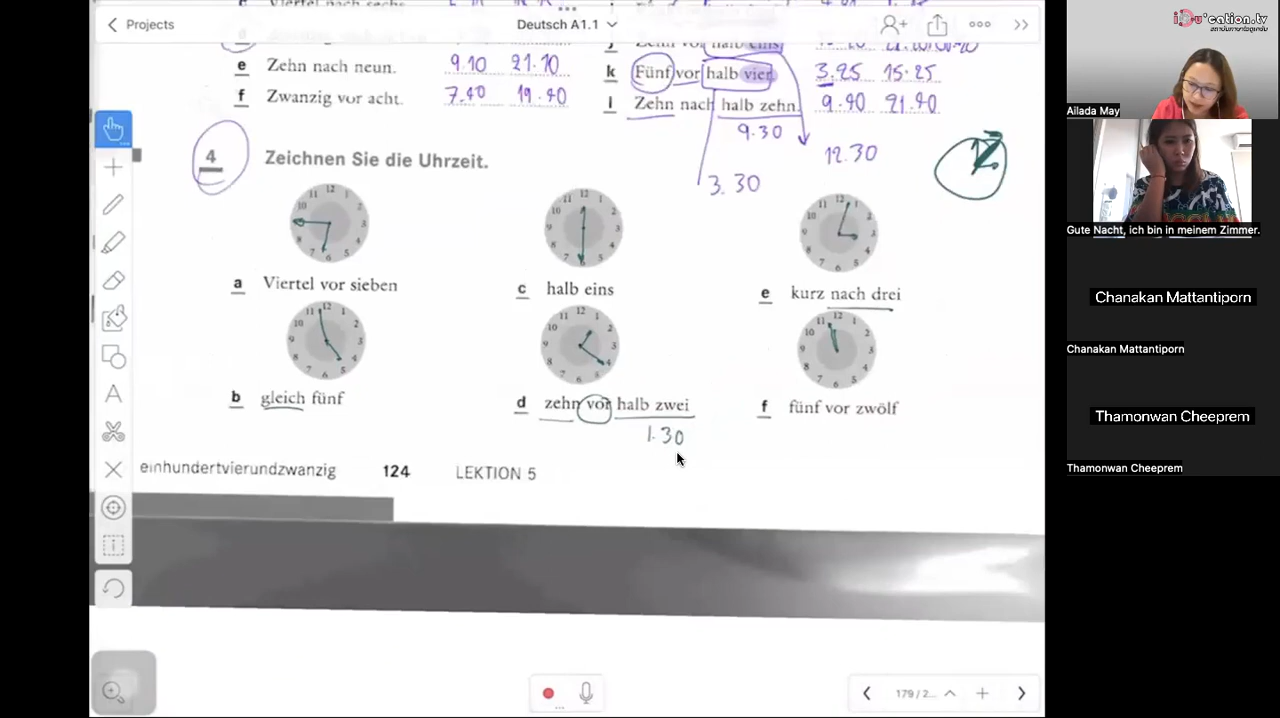 Projects
Deutsch A1.1
e Zehn nach neun. 9.10 21.10
f Zwanzig vor acht. 7.40 19.40
k Fünf vor halb vier 3.25 15.25
l Zehn nach halb zehn. 9.40 21.40
9.30
12.30
3.30
4 Zeichnen Sie die Uhrzeit.
a Viertel vor sieben
c halb eins
e kurz nach drei
b gleich fünf
d zehn vor halb zwei
f fünf vor zwölf
1.30
einhundertvierundzwanzig 124 LEKTION 5
179 / 2...
Ailada May
Gute Nacht, ich bin in meinem Zimmer.
Chanakan Mattantiporn
Chanakan Mattantiporn
Thamonwan Cheeprem
Thamonwan Cheeprem